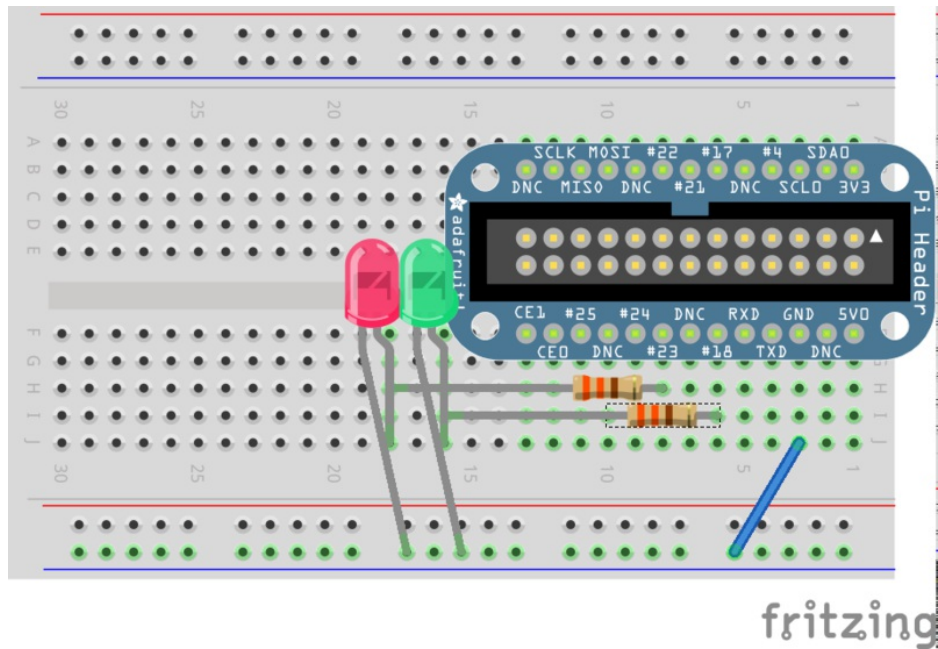 30 25 20 15 10 5 1
A
B
C
D
E
F
G
H
I
J
SCLK MOSI #22 #17 #4 SDA0
DNC MISO DNC #21 DNC SCL0 3V3
adafruit!
Pi Header
CE1 #25 #24 DNC RXD GND 5V0
CE0 DNC #23 #18 TXD DNC
H
I
J
30 25 20 15 10 5 1
fritzing